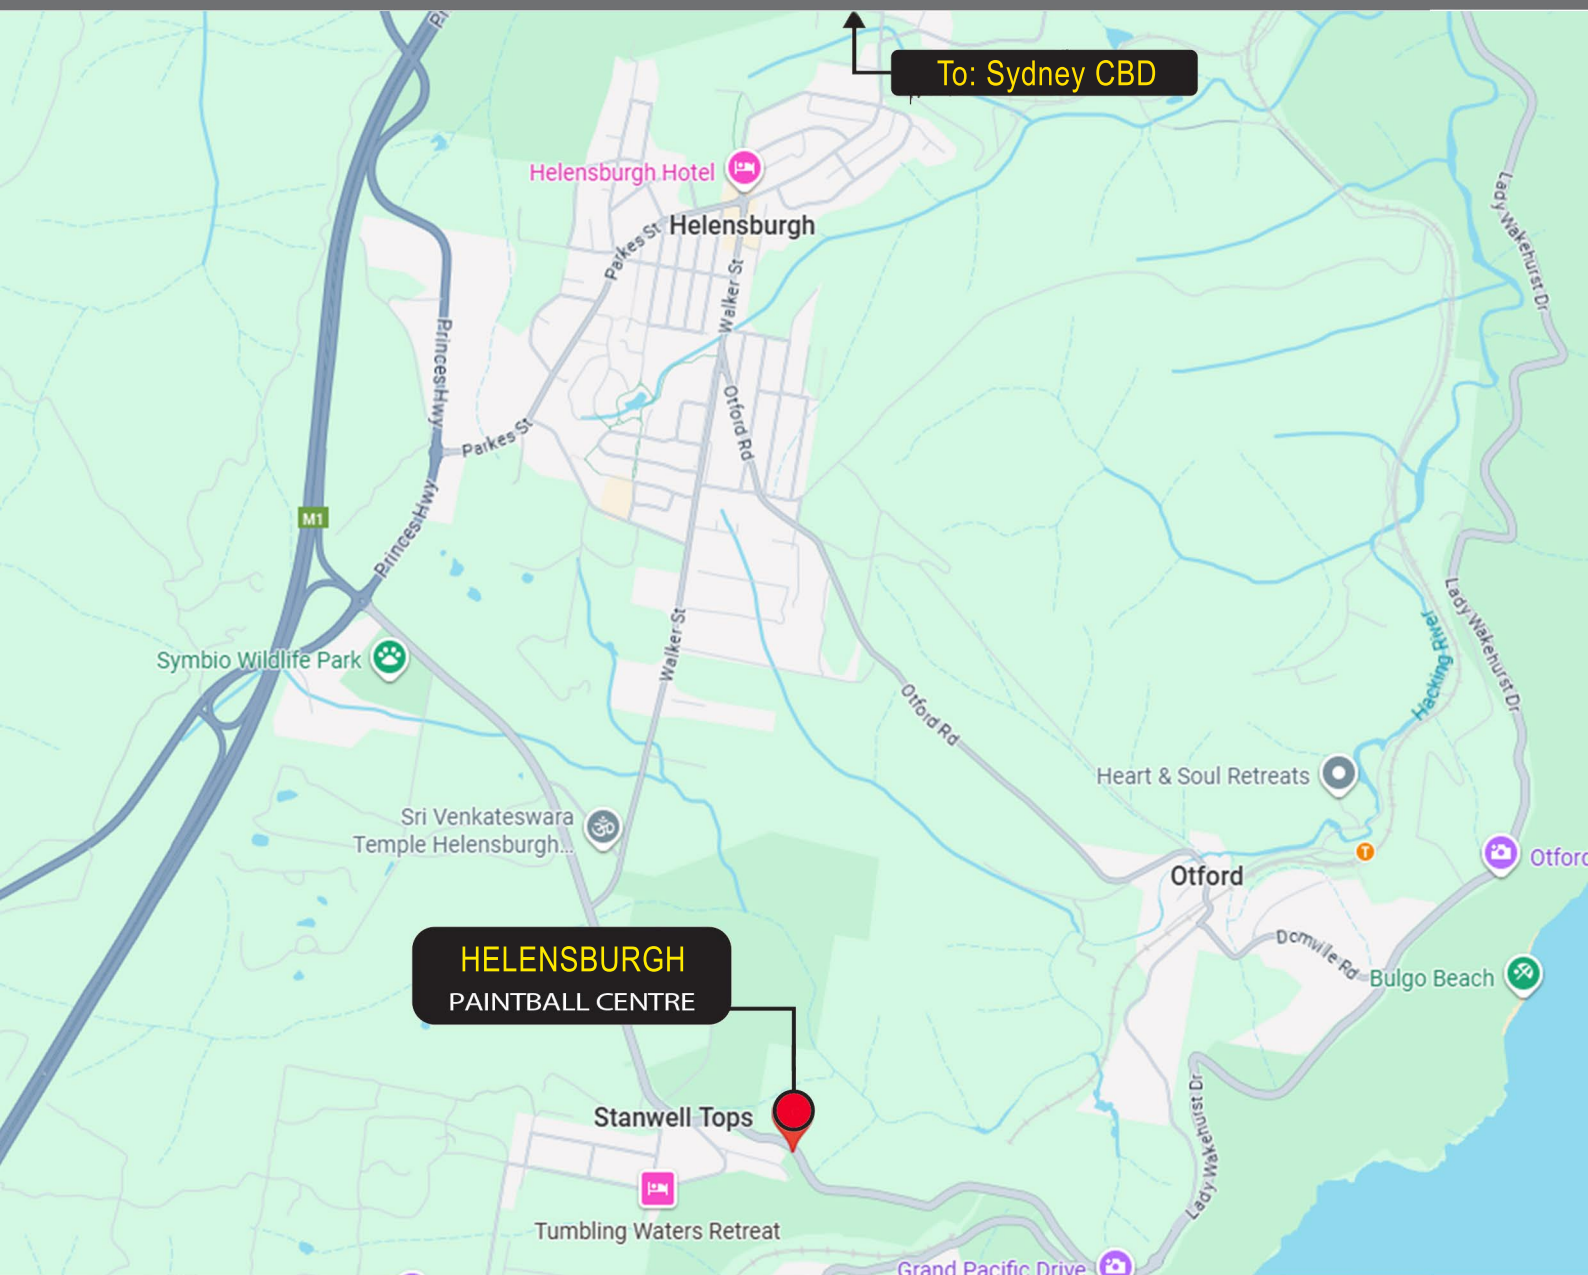 To: Sydney CBD
Helensburgh Hotel
Helensburgh
Parkes St
Walker St
Lady Wakehurst Dr
Princes Hwy
Otford Rd
Parkes St
M1
Princes Hwy
Walker St
Lady Wakehurst Dr
Hacking River
Symbio Wildlife Park
Otford Rd
Heart & Soul Retreats
Sri Venkateswara
Temple Helensburgh...
T
Otford
Otford
Domville Rd
Bulgo Beach
HELENSBURGH
PAINTBALL CENTRE
Stanwell Tops
Lady Wakehurst Dr
Tumbling Waters Retreat
Grand Pacific Drive